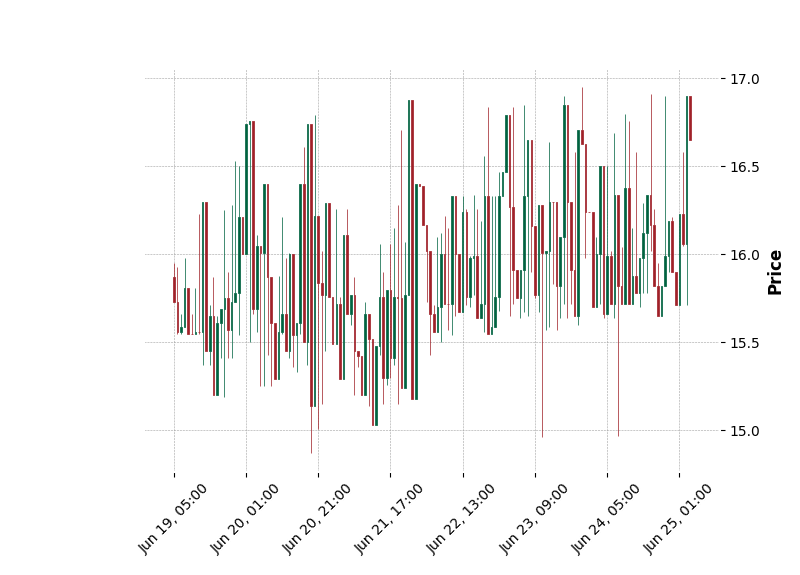 17.0
16.5
16.0
15.5
15.0
Price
Jun 19, 05:00
Jun 20, 01:00
Jun 20, 21:00
Jun 21, 17:00
Jun 22, 13:00
Jun 23, 09:00
Jun 24, 05:00
Jun 25, 01:00